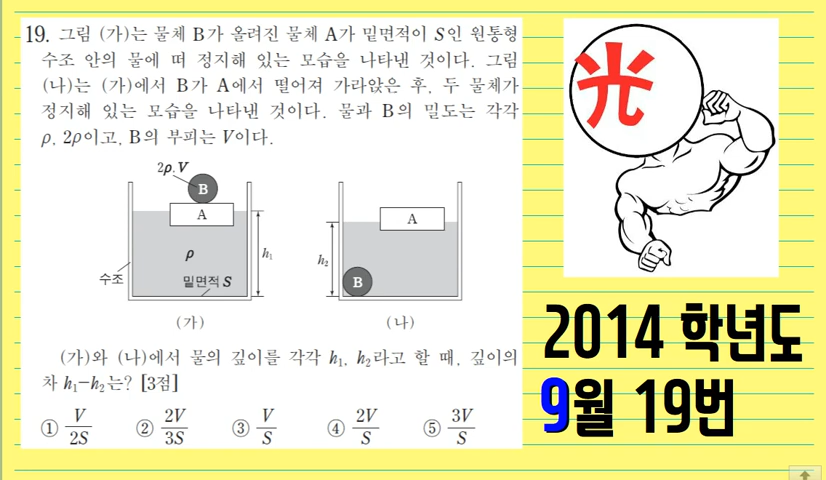 19. 그림 (가)는 물체 B가 올려진 물체 A가 밑면적이 S인 원통형
수조 안의 물에 떠 정지해 있는 모습을 나타낸 것이다. 그림
(나)는 (가)에서 B가 A에서 떨어져 가라앉은 후, 두 물체가
정지해 있는 모습을 나타낸 것이다. 물과 B의 밀도는 각각
ρ, 2ρ이고, B의 부피는 V이다.
2ρ, V
B
A
ρ
h₁
수조
밑면적 S
(가)
A
h₂
B
(나)
(가)와 (나)에서 물의 깊이를 각각 h₁, h₂라고 할 때, 깊이의
차 h₁−h₂는? [3점]
① V/2S ② 2V/3S ③ V/S ④ 2V/S ⑤ 3V/S
光
2014 학년도
9월 19번